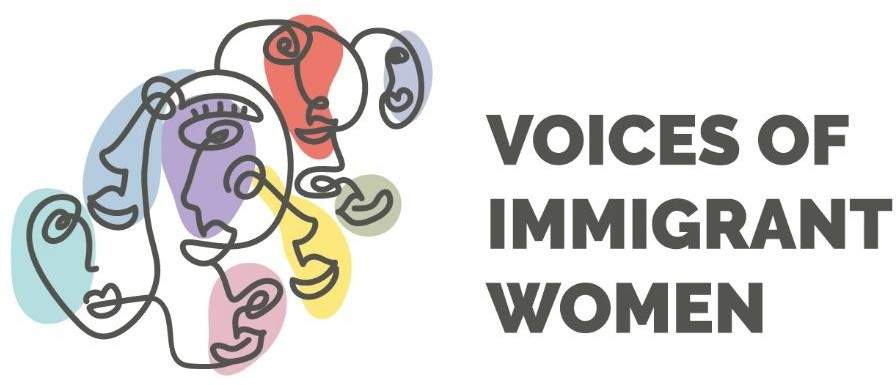 VOICES OF
IMMIGRANT
WOMEN